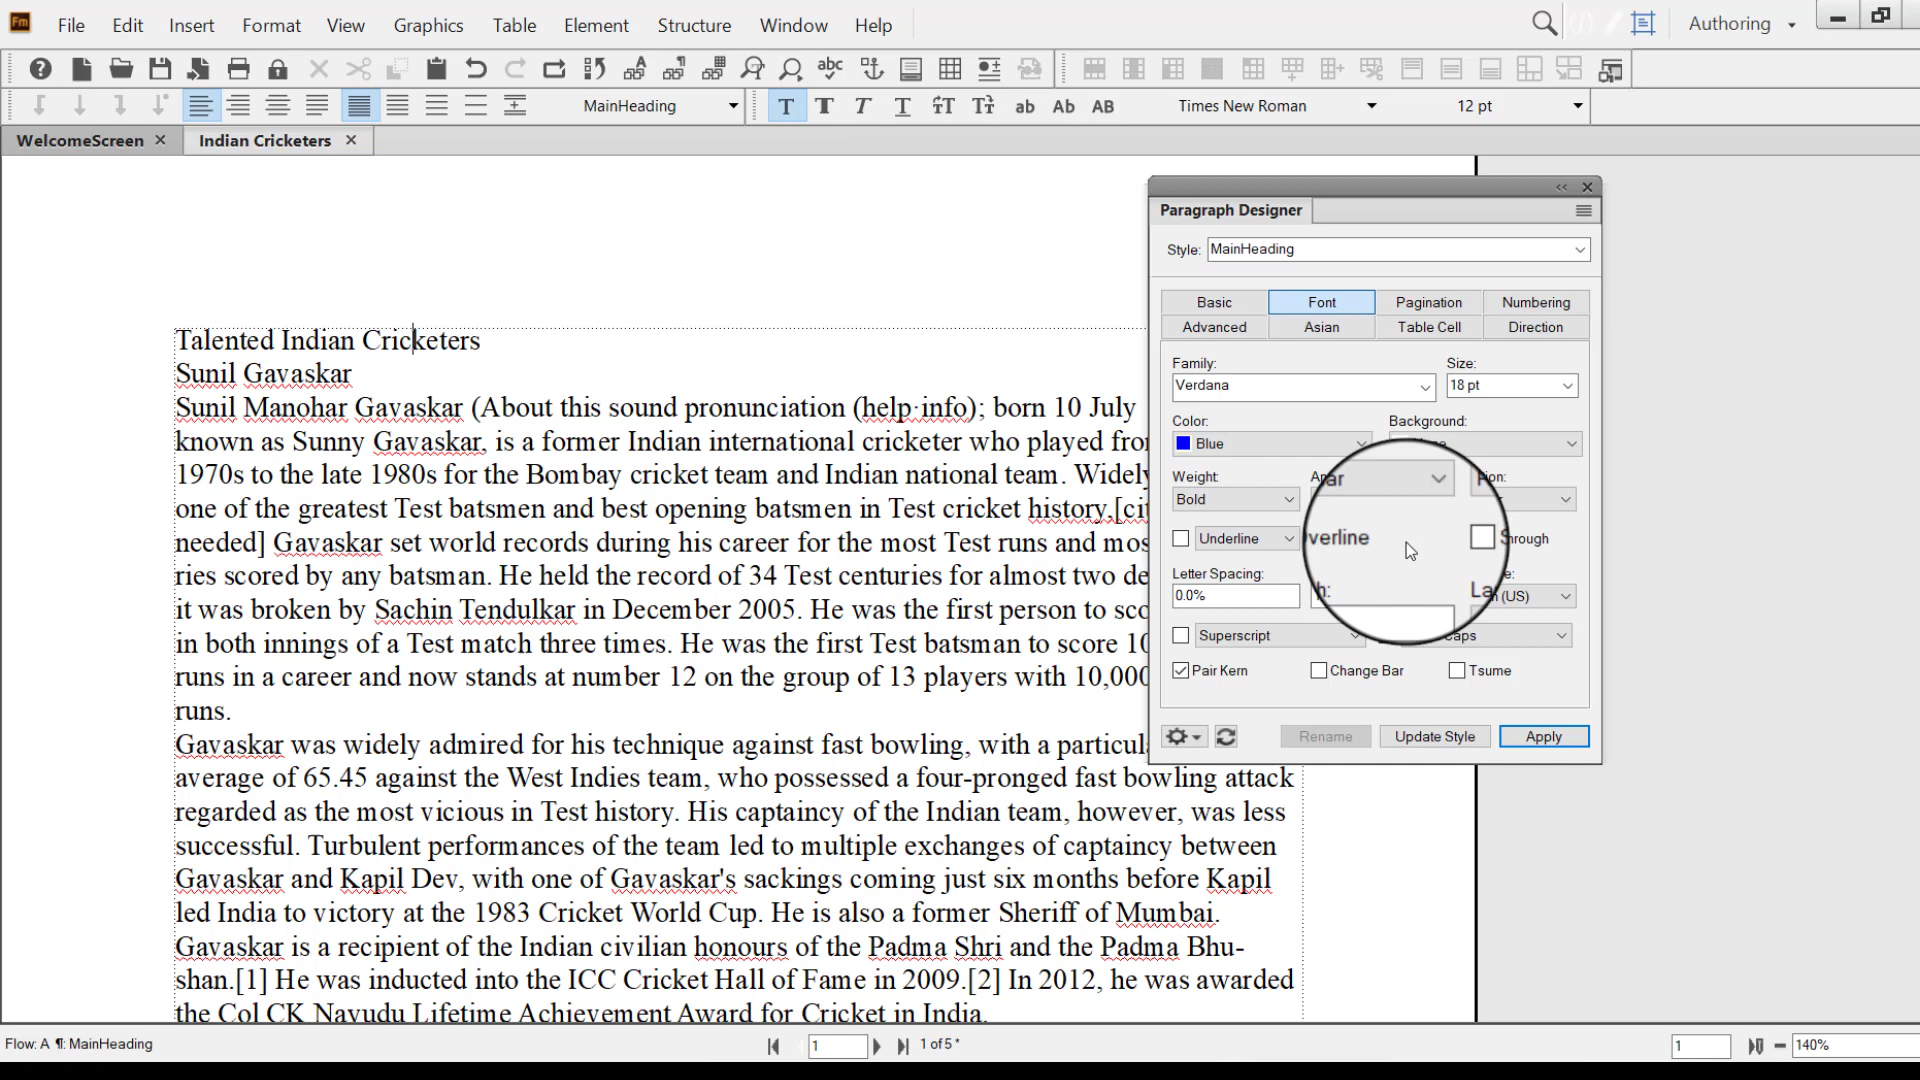 Fm File Edit Insert Format View Graphics Table Element Structure Window Help Authoring
abc
MainHeading T T T T ab Ab AB Times New Roman 12 pt
WelcomeScreen Indian Cricketers
Talented Indian Cricketers
Sunil Gavaskar
Sunil Manohar Gavaskar (About this sound pronunciation (help·info); born 10 July
known as Sunny Gavaskar, is a former Indian international cricketer who played
1970s to the late 1980s for the Bombay cricket team and Indian national team. Widely
one of the greatest Test batsmen and best opening batsmen in Test cricket history.[cit
needed] Gavaskar set world records during his career for the most Test runs and mos
ries scored by any batsman. He held the record of 34 Test centuries for almost two de
it was broken by Sachin Tendulkar in December 2005. He was the first person to sco
in both innings of a Test match three times. He was the first Test batsman to score 10
runs in a career and now stands at number 12 on the group of 13 players with 10,000
runs.
Gavaskar was widely admired for his technique against fast bowling, with a particul
average of 65.45 against the West Indies team, who possessed a four-pronged fast bowling attack
regarded as the most vicious in Test history. His captaincy of the Indian team, however, was less
successful. Turbulent performances of the team led to multiple exchanges of captaincy between
Gavaskar and Kapil Dev, with one of Gavaskar's sackings coming just six months before Kapil
led India to victory at the 1983 Cricket World Cup. He is also a former Sheriff of Mumbai.
Gavaskar is a recipient of the Indian civilian honours of the Padma Shri and the Padma Bhu-
shan.[1] He was inducted into the ICC Cricket Hall of Fame in 2009.[2] In 2012, he was awarded
the Col CK Nayudu Lifetime Achievement Award for Cricket in India.
Paragraph Designer
Style: MainHeading
Basic Font Pagination Numbering
Advanced Asian Table Cell Direction
Family: Size:
Verdana 18 pt
Color: Background:
Blue
Weight:
Bold
Underline verline hrough
Letter Spacing:
0.0% (US)
Superscript aps
Pair Kern Change Bar Tsume
Rename Update Style Apply
Flow: A ¶: MainHeading 1 1 of 5 * 1 140%